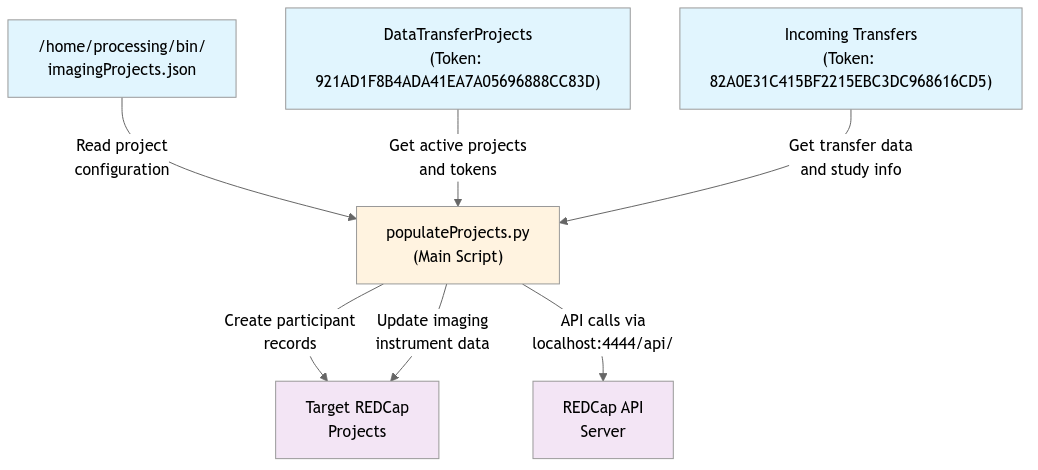 /home/processing/bin/
imagingProjects.json
DataTransferProjects
(Token:
921AD1F8B4ADA41EA7A05696888CC83D)
Incoming Transfers
(Token:
82A0E31C415BF2215EBC3DC968616CD5)
Read project
configuration
Get active projects
and tokens
Get transfer data
and study info
populateProjects.py
(Main Script)
Create participant
records
Update imaging
instrument data
API calls via
localhost:4444/api/
Target REDCap
Projects
REDCap API
Server